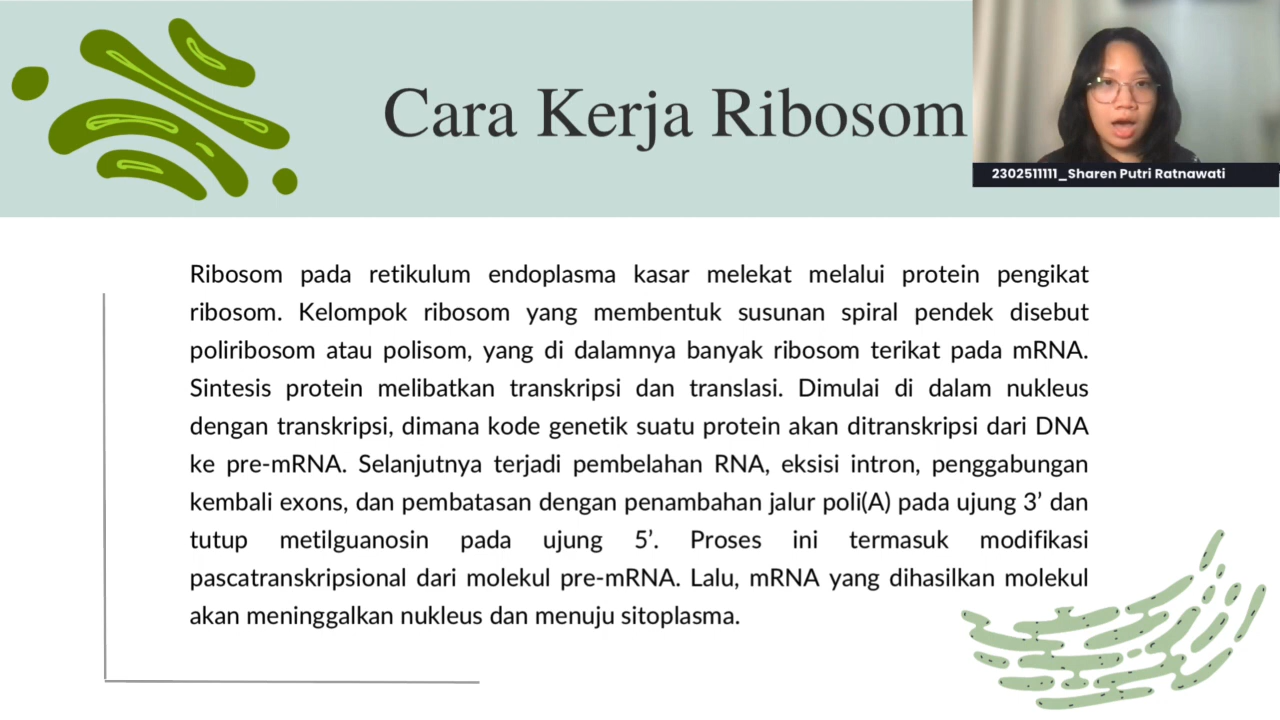 Cara Kerja Ribosom
2302511111_Sharen Putri Ratnawati
Ribosom pada retikulum endoplasma kasar melekat melalui protein pengikat
ribosom. Kelompok ribosom yang membentuk susunan spiral pendek disebut
poliribosom atau polisom, yang di dalamnya banyak ribosom terikat pada mRNA.
Sintesis protein melibatkan transkripsi dan translasi. Dimulai di dalam nukleus
dengan transkripsi, dimana kode genetik suatu protein akan ditranskripsi dari DNA
ke pre-mRNA. Selanjutnya terjadi pembelahan RNA, eksisi intron, penggabungan
kembali exons, dan pembatasan dengan penambahan jalur poli(A) pada ujung 3’ dan
tutup metilguanosin pada ujung 5’. Proses ini termasuk modifikasi
pascatranskripsional dari molekul pre-mRNA. Lalu, mRNA yang dihasilkan molekul
akan meninggalkan nukleus dan menuju sitoplasma.